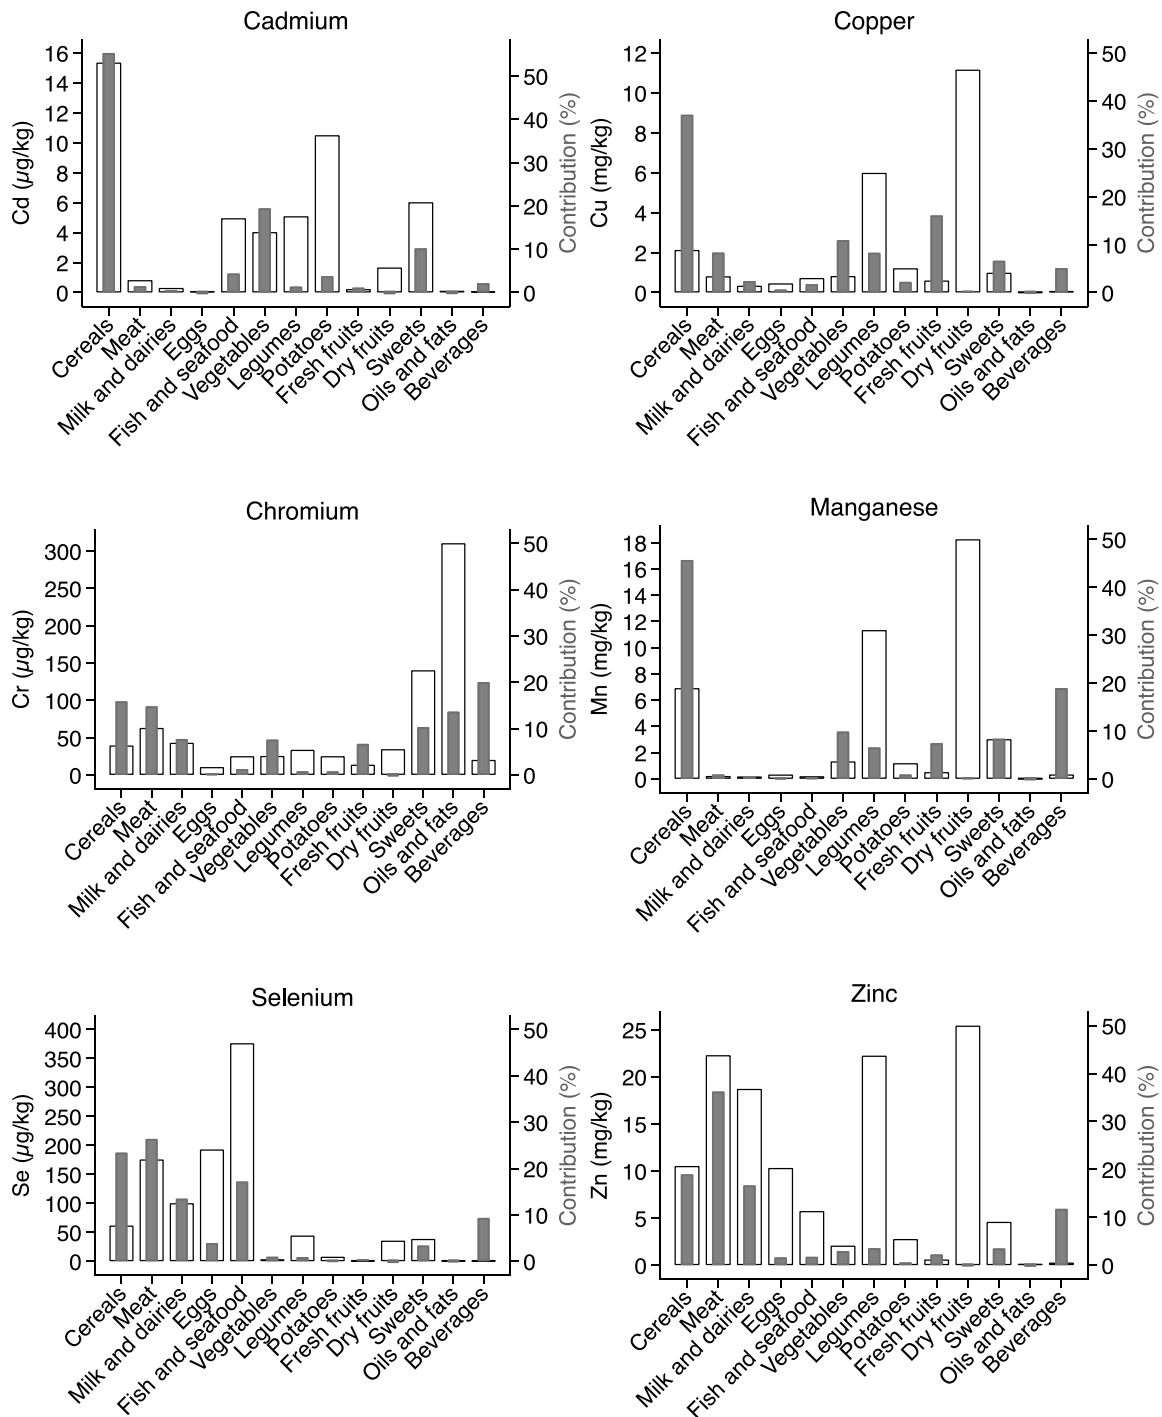 Cadmium
16
14
12
10
8
6
4
2
0
Cd (µg/kg)
50
40
30
20
10
0
Contribution (%)
Cereals
Meat
Milk and dairies
Eggs
Fish and seafood
Vegetables
Legumes
Potatoes
Fresh fruits
Dry fruits
Sweets
Oils and fats
Beverages
Copper
12
10
8
6
4
2
0
Cu (mg/kg)
50
40
30
20
10
0
Contribution (%)
Cereals
Meat
Milk and dairies
Eggs
Fish and seafood
Vegetables
Legumes
Potatoes
Fresh fruits
Dry fruits
Sweets
Oils and fats
Beverages
Chromium
300
250
200
150
100
50
0
Cr (µg/kg)
50
40
30
20
10
0
Contribution (%)
Cereals
Meat
Milk and dairies
Eggs
Fish and seafood
Vegetables
Legumes
Potatoes
Fresh fruits
Dry fruits
Sweets
Oils and fats
Beverages
Manganese
18
16
14
12
10
8
6
4
2
0
Mn (mg/kg)
50
40
30
20
10
0
Contribution (%)
Cereals
Meat
Milk and dairies
Eggs
Fish and seafood
Vegetables
Legumes
Potatoes
Fresh fruits
Dry fruits
Sweets
Oils and fats
Beverages
Selenium
400
350
300
250
200
150
100
50
0
Se (µg/kg)
50
40
30
20
10
0
Contribution (%)
Cereals
Meat
Milk and dairies
Eggs
Fish and seafood
Vegetables
Legumes
Potatoes
Fresh fruits
Dry fruits
Sweets
Oils and fats
Beverages
Zinc
25
20
15
10
5
0
Zn (mg/kg)
50
40
30
20
10
0
Contribution (%)
Cereals
Meat
Milk and dairies
Eggs
Fish and seafood
Vegetables
Legumes
Potatoes
Fresh fruits
Dry fruits
Sweets
Oils and fats
Beverages